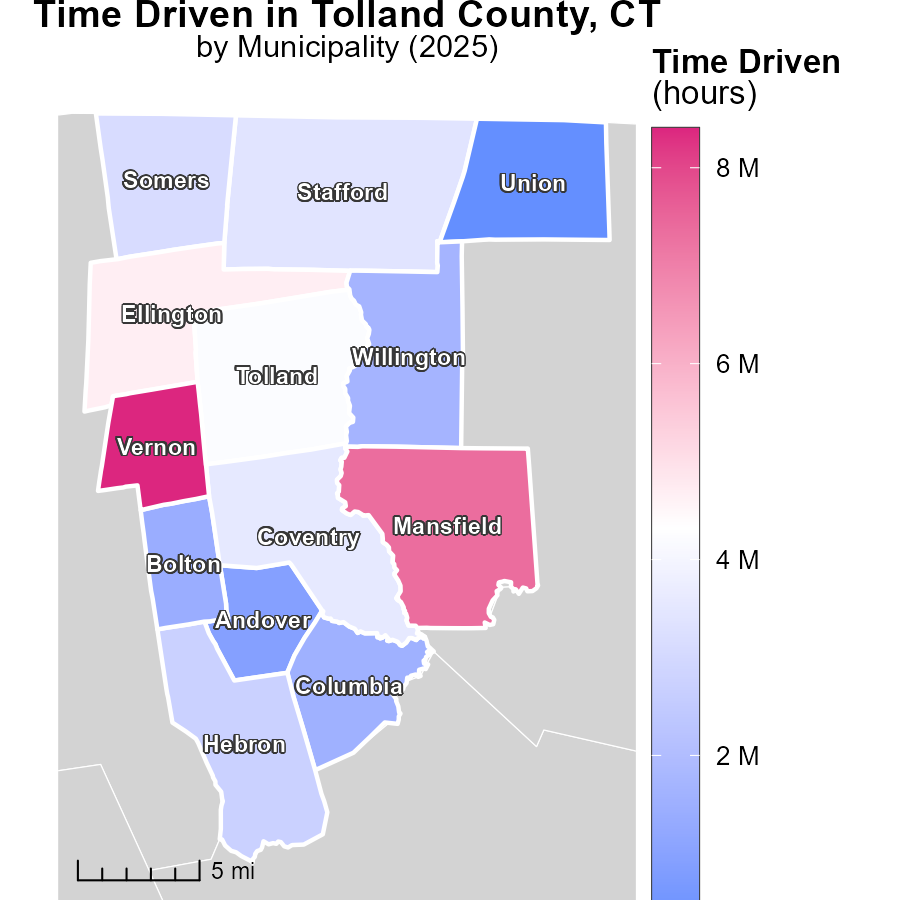 Time Driven in Tolland County, CT
by Municipality (2025)
Time Driven
(hours)
8 M
6 M
4 M
2 M
Somers
Stafford
Union
Ellington
Willington
Tolland
Vernon
Mansfield
Coventry
Bolton
Andover
Columbia
Hebron
5 mi